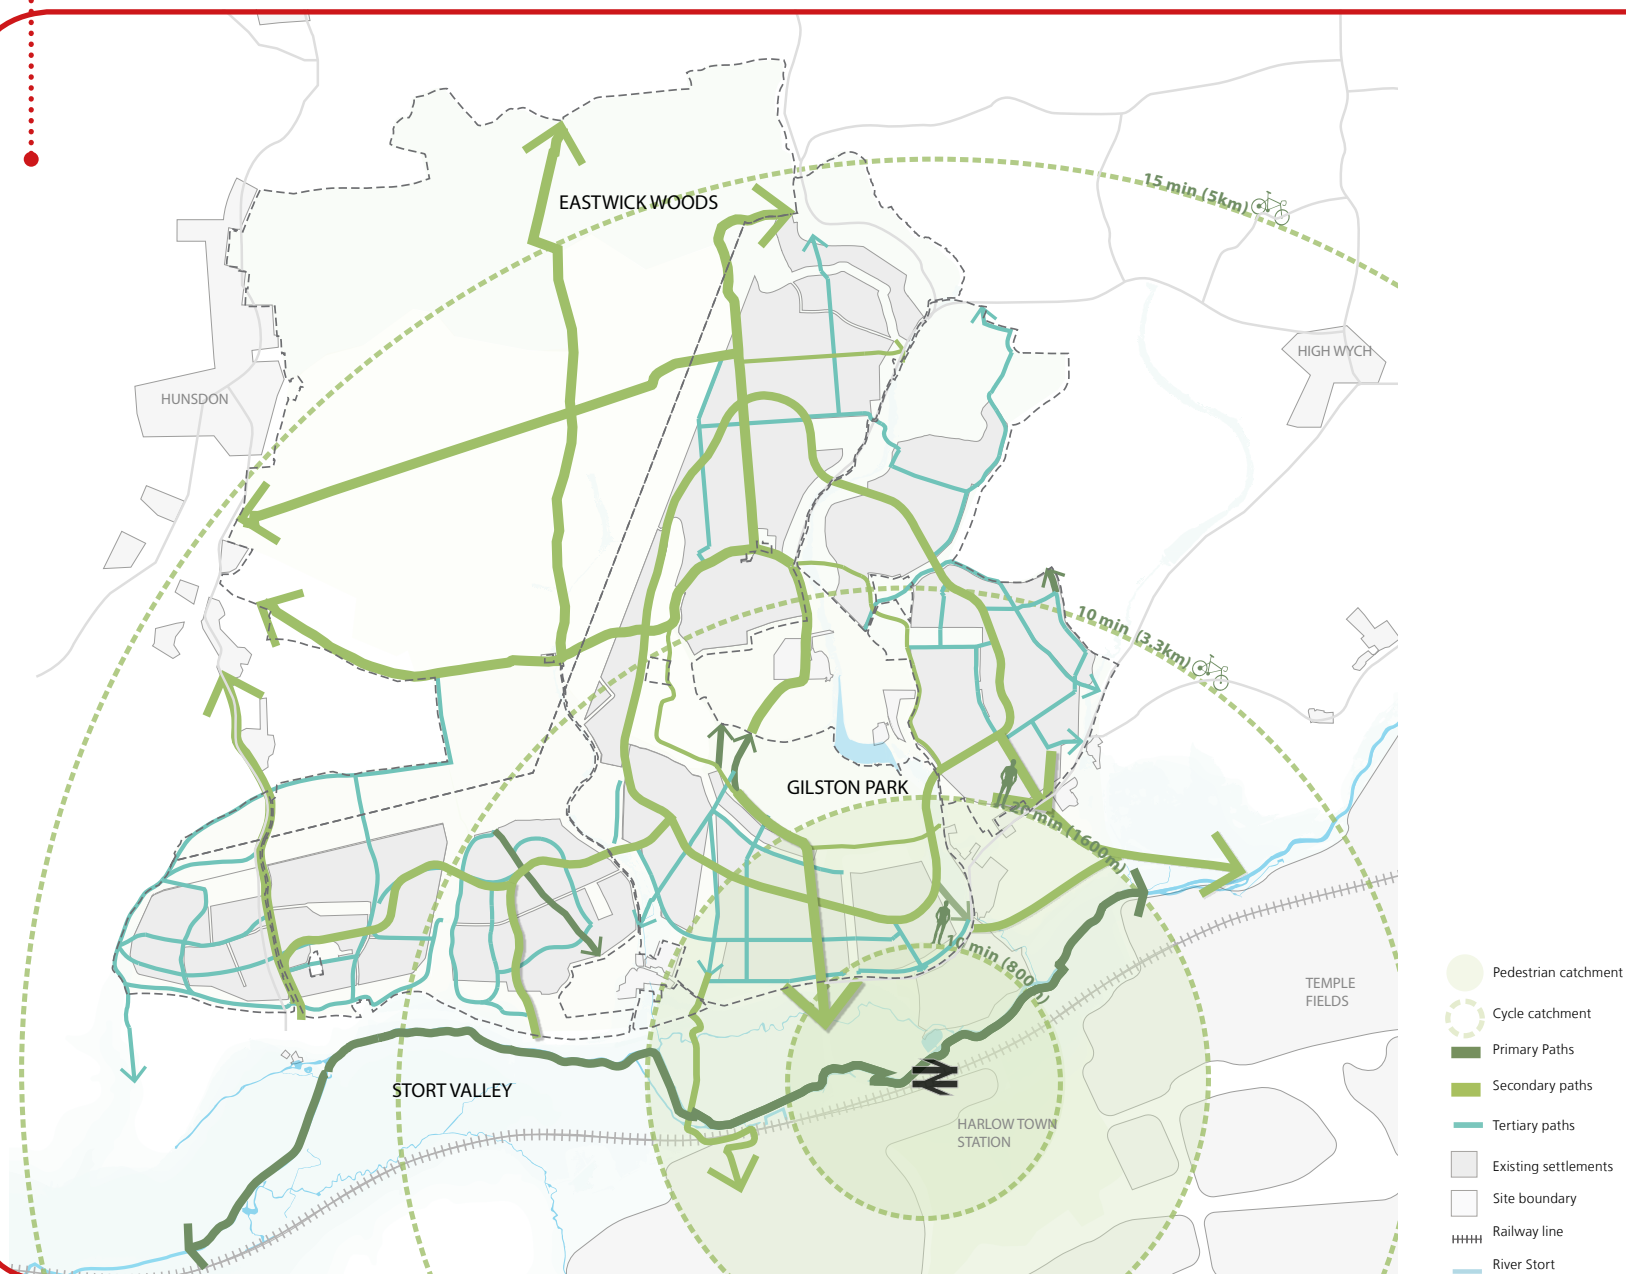 EASTWICK WOODS
15 min (5km)
HIGH WYCH
HUNSDON
10 min (3.3km)
GILSTON PARK
20 min (1600m)
10 min (800m)
STORT VALLEY
HARLOW TOWN
STATION
TEMPLE
FIELDS
Pedestrian catchment
Cycle catchment
Primary Paths
Secondary paths
Tertiary paths
Existing settlements
Site boundary
Railway line
River Stort